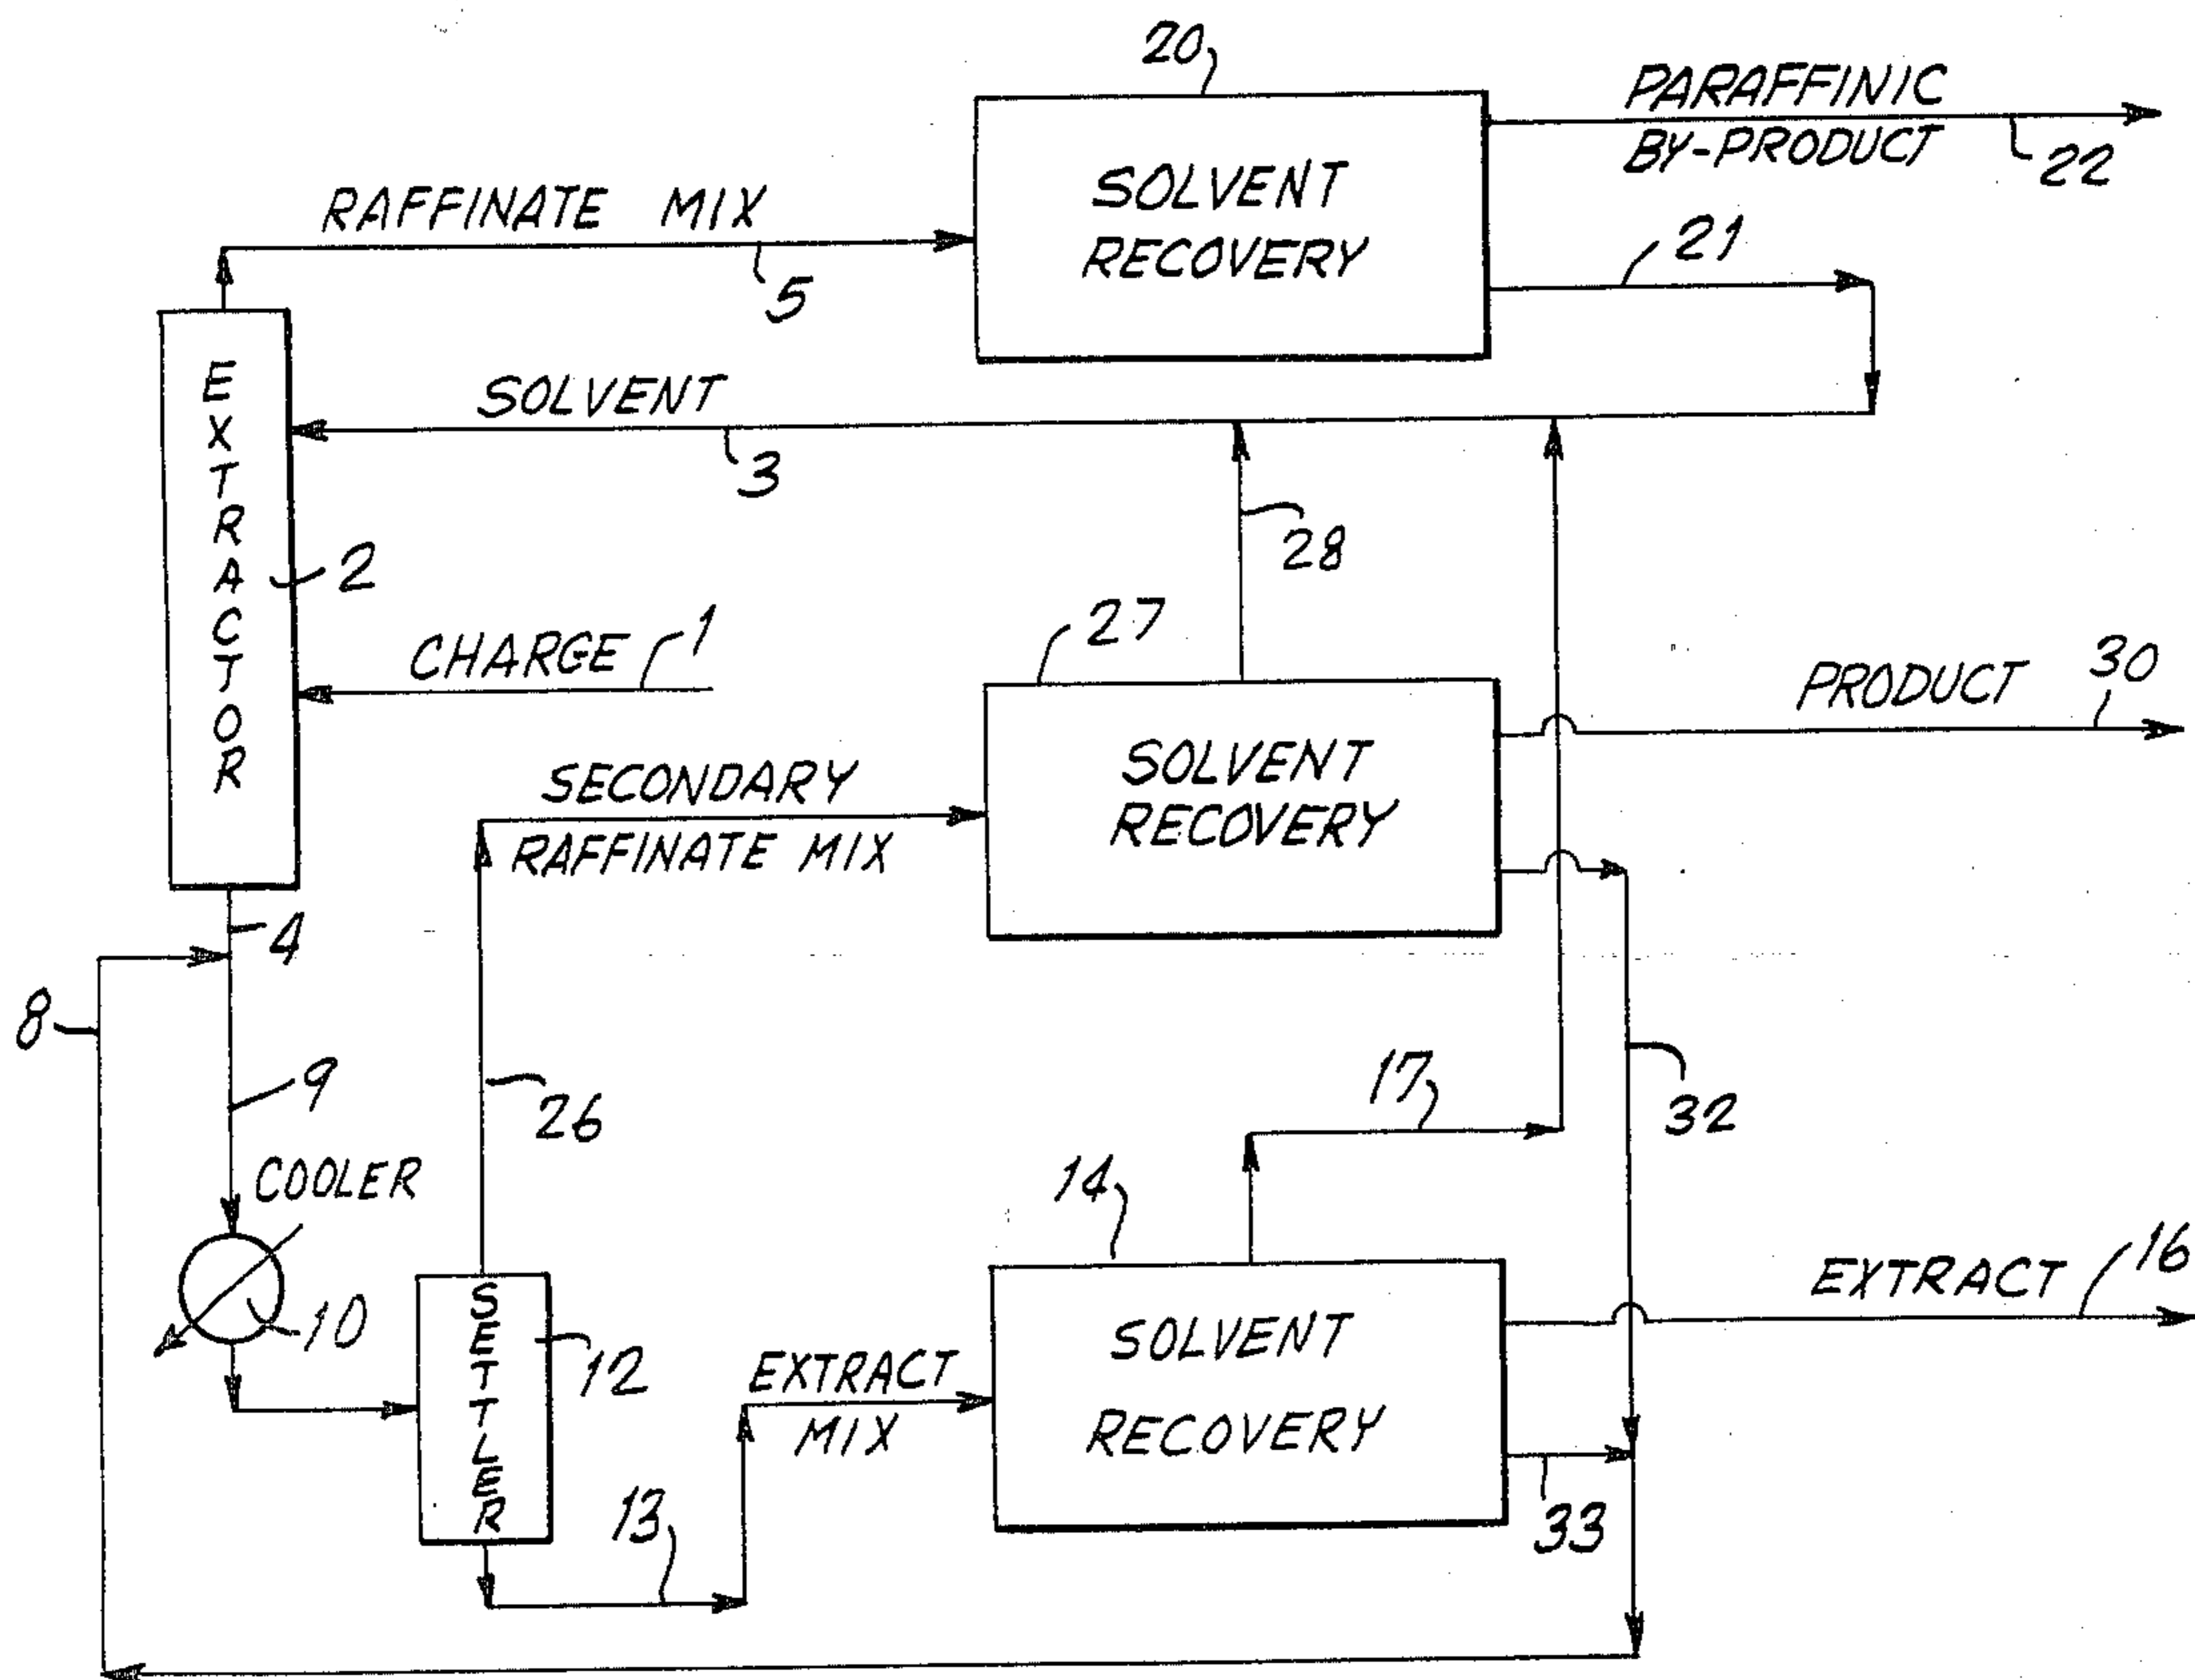 20
PARAFFINIC
BY-PRODUCT
22
SOLVENT
RECOVERY
RAFFINATE MIX
5
21
EXTRACTOR
2
SOLVENT
3
28
CHARGE
1
27
PRODUCT
30
SOLVENT
RECOVERY
SECONDARY
RAFFINATE MIX
4
8
9
26
17
32
COOLER
10
14
EXTRACT
16
SETTLER
12
EXTRACT
MIX
SOLVENT
RECOVERY
13
33